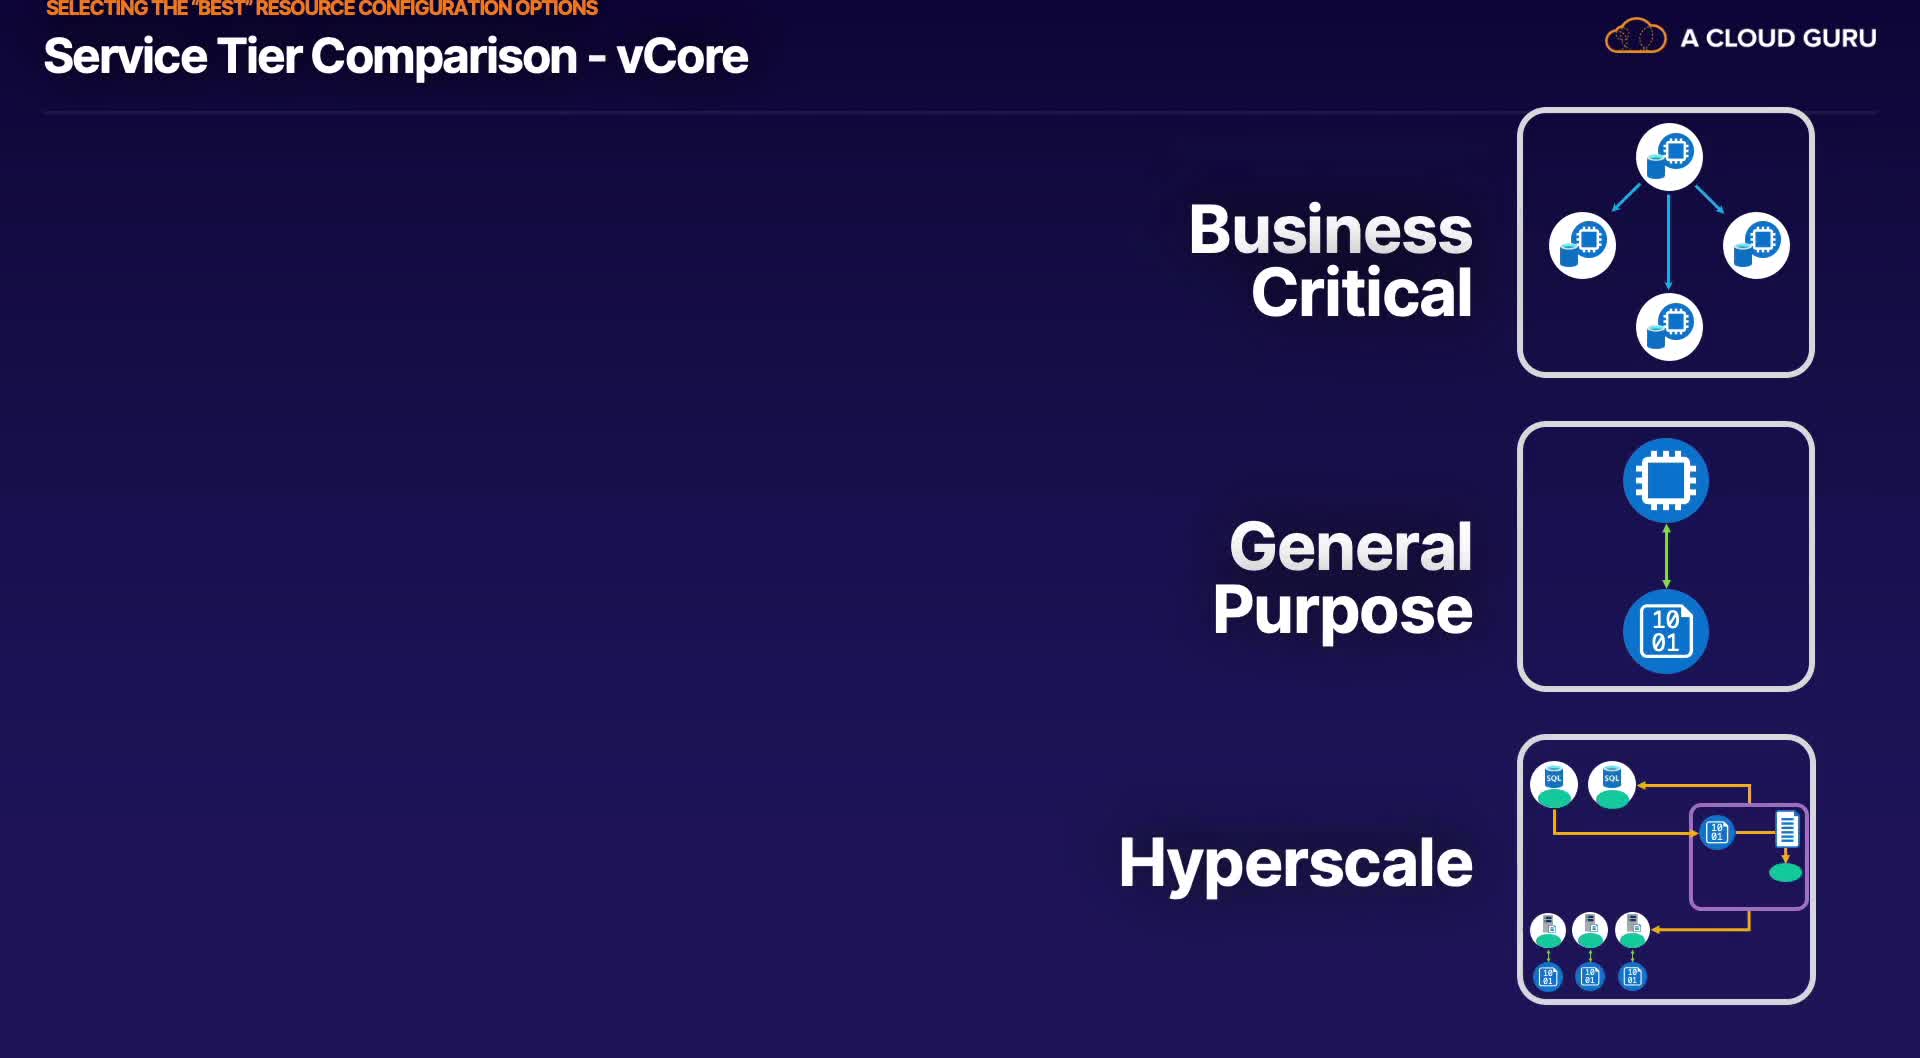 SELECTING THE “BEST” RESOURCE CONFIGURATION OPTIONS
Service Tier Comparison - vCore
A CLOUD GURU
Business
Critical
General
Purpose
10
01
Hyperscale
SQL
SQL
10
01
10
01
10
01
10
01